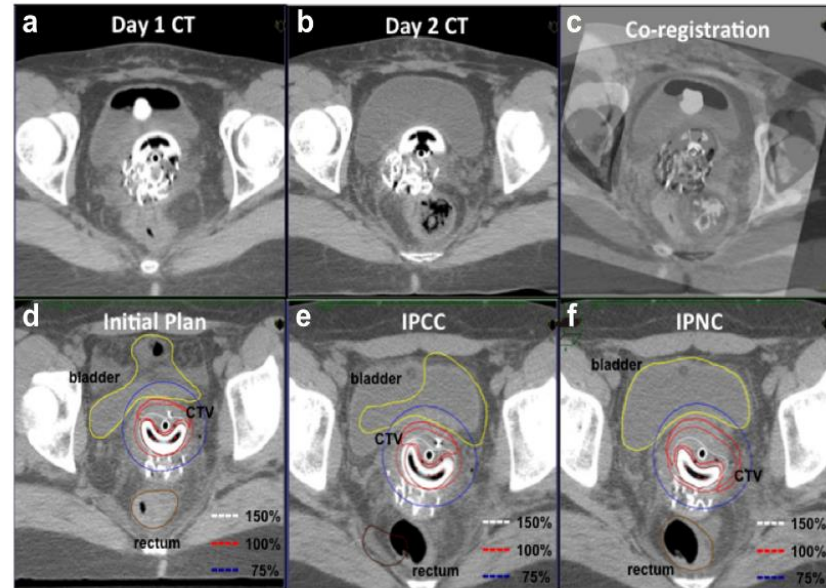 a
Day 1 CT
b
Day 2 CT
c
Co-registration
d
Initial Plan
bladder
CTV
rectum
150%
100%
75%
e
IPCC
bladder
CTV
rectum
150%
100%
75%
f
IPNC
bladder
CTV
rectum
150%
100%
75%